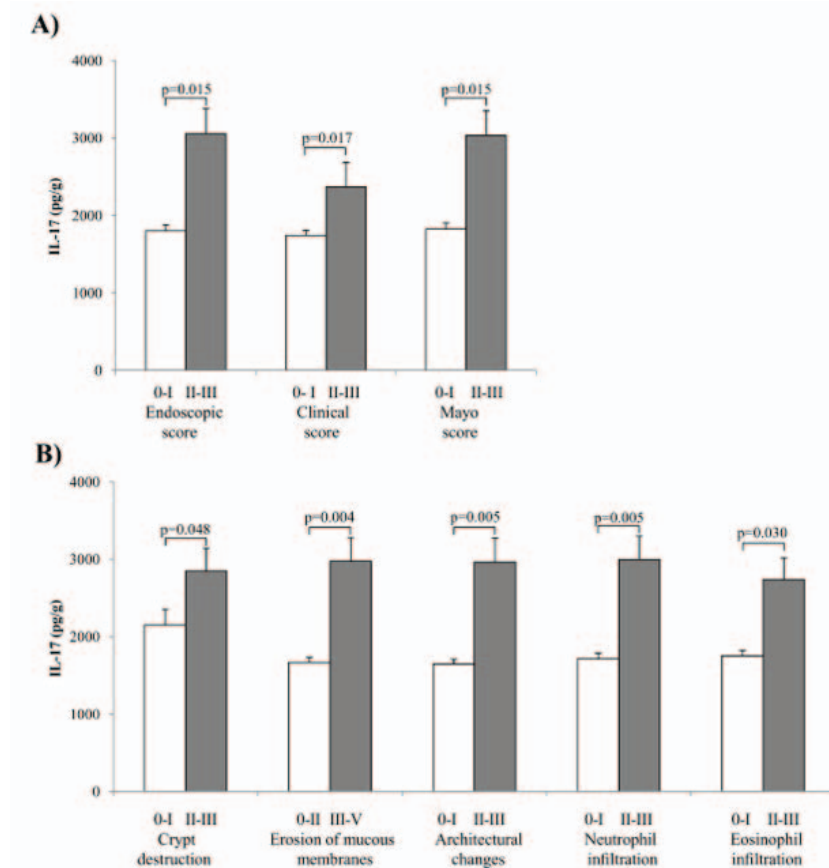 A)
4000
3000
2000
1000
0
IL-17 (pg/g)
p=0.015
p=0.017
p=0.015
0-I II-III 0- I II-III 0-I II-III
Endoscopic Clinical Mayo
score score score
B)
4000
3000
2000
1000
0
IL-17 (pg/g)
p=0.048
p=0.004
p=0.005
p=0.005
p=0.030
0-I II-III 0-II III-V 0-I II-III 0-I II-III 0-I II-III
Crypt Erosion of mucous Architectural Neutrophil Eosinophil
destruction membranes changes infiltration infiltration